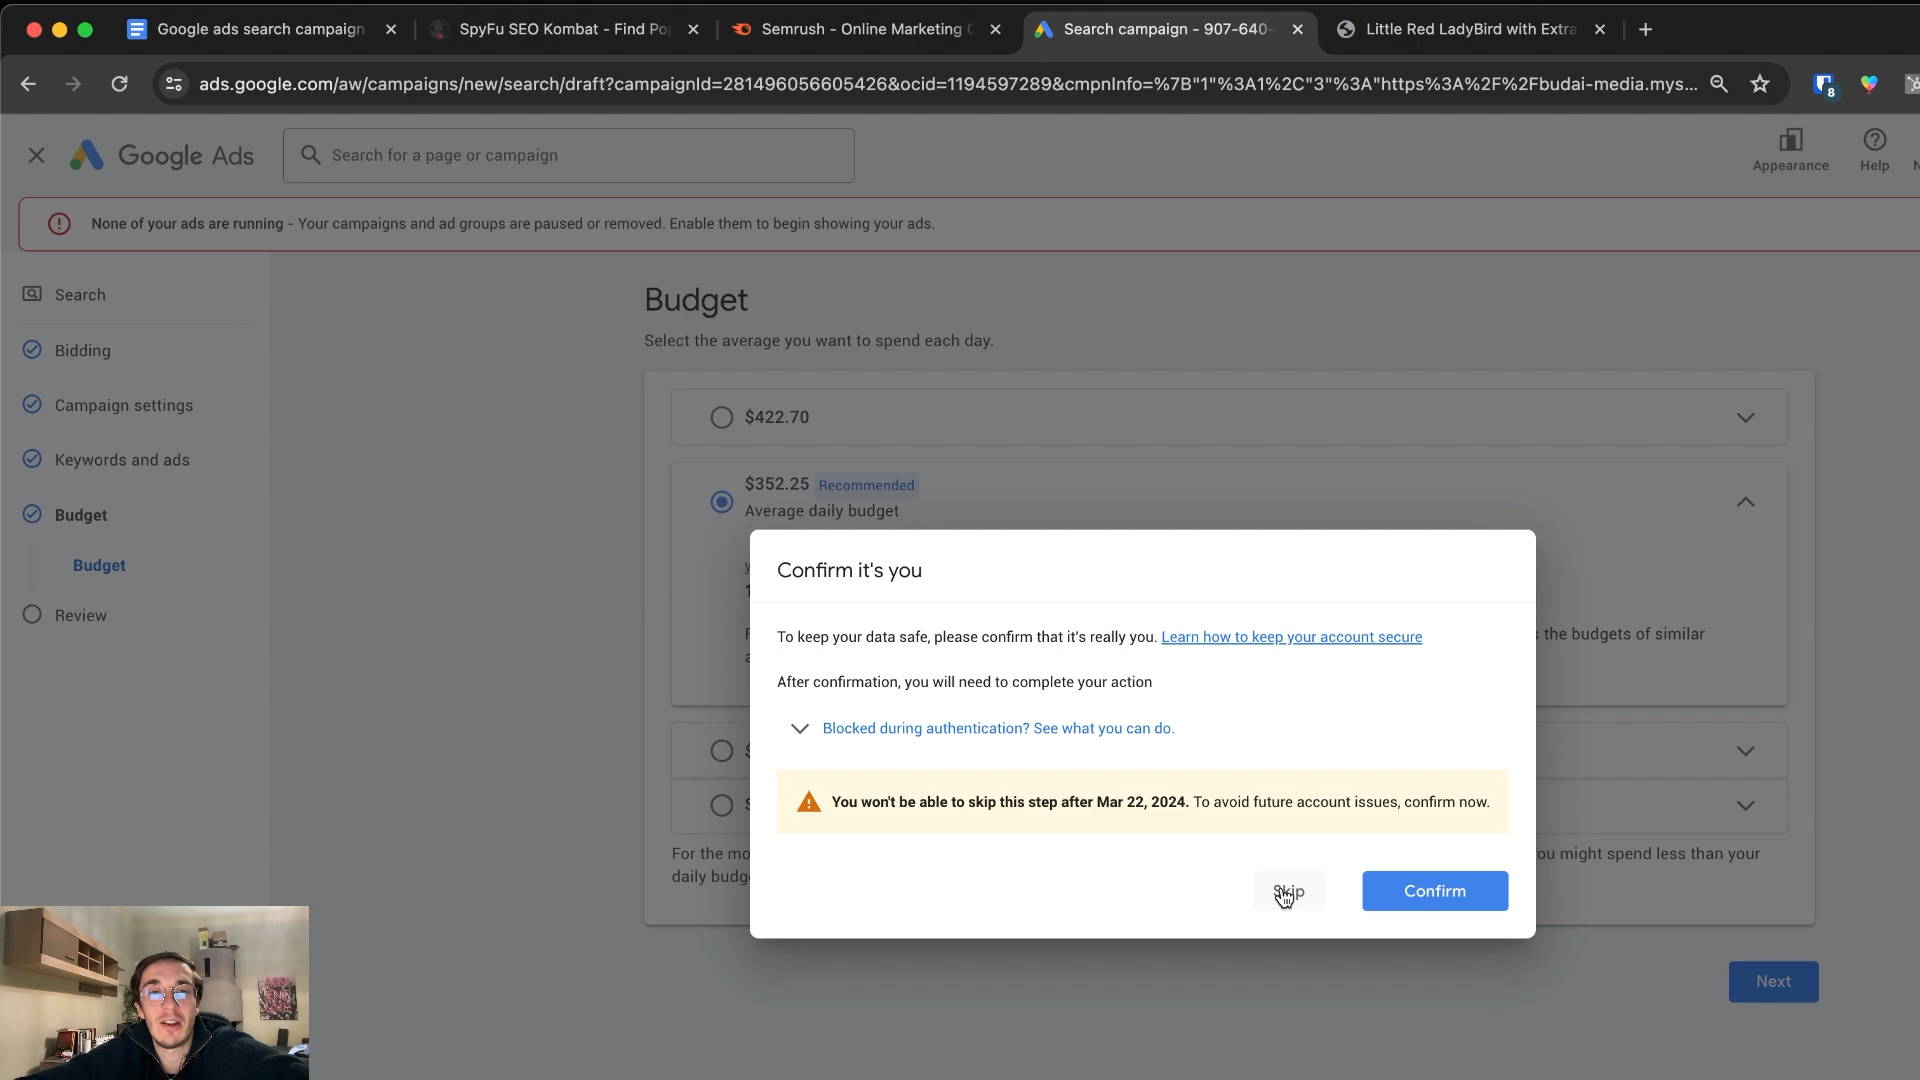 Google ads search campaign
SpyFu SEO Kombat - Find Po
Semrush - Online Marketing
Search campaign - 907-640-
Little Red LadyBird with Extra
ads.google.com/aw/campaigns/new/search/draft?campaignId=281496056605426&ocid=1194597289&cmpnInfo=%7B"1"%3A1%2C"3"%3A"https%3A%2F%2Fbudai-media.mys...
8
Google Ads
Search for a page or campaign
Appearance
Help
None of your ads are running - Your campaigns and ad groups are paused or removed. Enable them to begin showing your ads.
Search
Bidding
Campaign settings
Keywords and ads
Budget
Budget
Review
Budget
Select the average you want to spend each day.
$422.70
$352.25 Recommended
Average daily budget
the budgets of similar
For the mo
ou might spend less than your
daily budg
Confirm it's you
To keep your data safe, please confirm that it's really you. Learn how to keep your account secure
After confirmation, you will need to complete your action
Blocked during authentication? See what you can do.
You won't be able to skip this step after Mar 22, 2024. To avoid future account issues, confirm now.
Skip
Confirm
Next